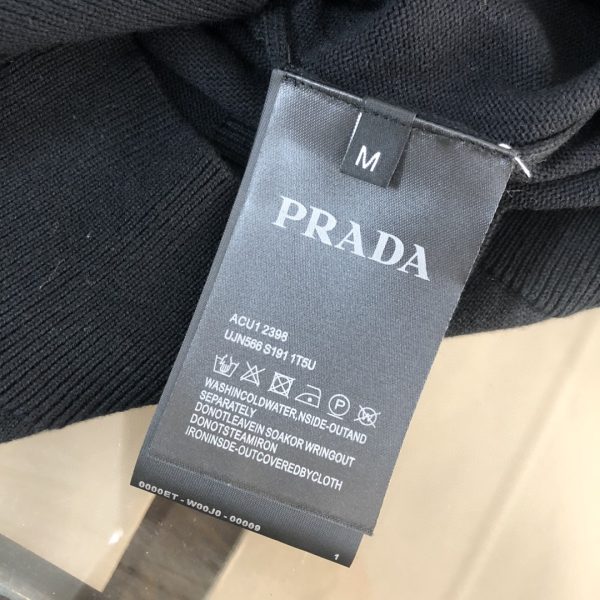 M
PRADA
ACU1 2398
UJN566 S191 1T5U
WASHINCOLDWATER.NSIDE-OUTAND
SEPARATELY
DONOTLEAVEIN SOAKOR WRINGOUT
DONOTSTEAMIRON
/RONINSDE-OUTCOVEREDBYCLOTH
0000ET - W00J0 - 00009
1